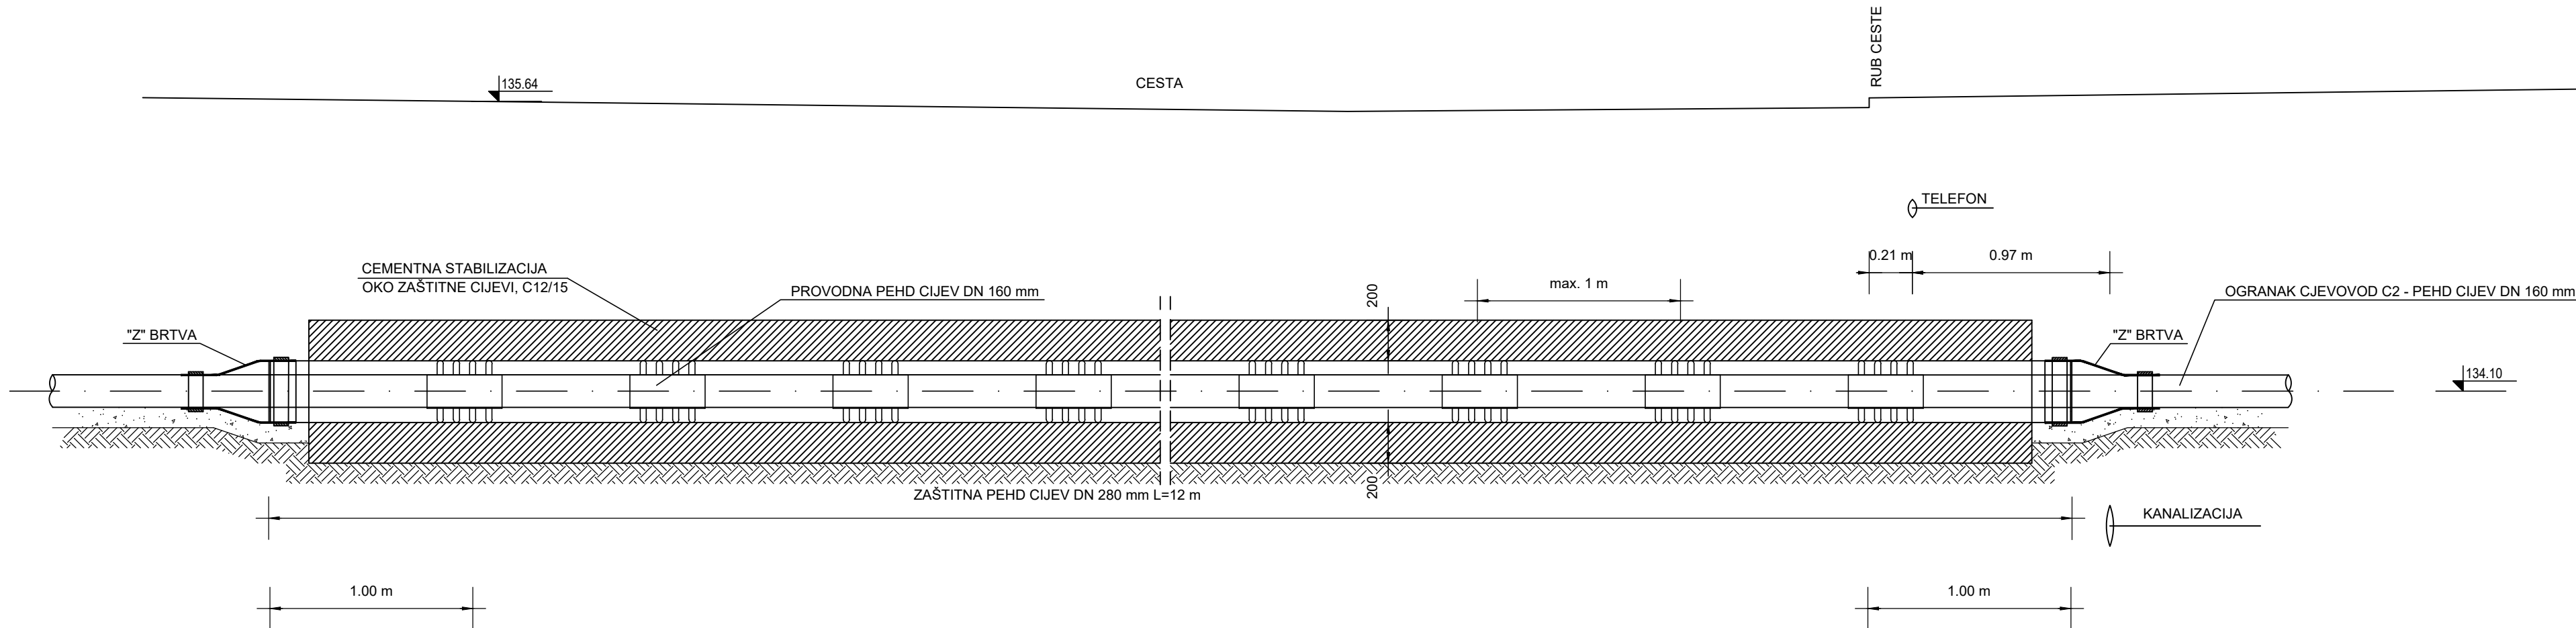 RUB CESTE
135.64
CESTA
TELEFON
0.21 m
0.97 m
CEMENTNA STABILIZACIJA
OKO ZAŠTITNE CIJEVI, C12/15
PROVODNA PEHD CIJEV DN 160 mm
200
max. 1 m
OGRANAK CJEVOVOD C2 - PEHD CIJEV DN 160 mm
"Z" BRTVA
"Z" BRTVA
134.10
ZAŠTITNA PEHD CIJEV DN 280 mm L=12 m
200
KANALIZACIJA
1.00 m
1.00 m